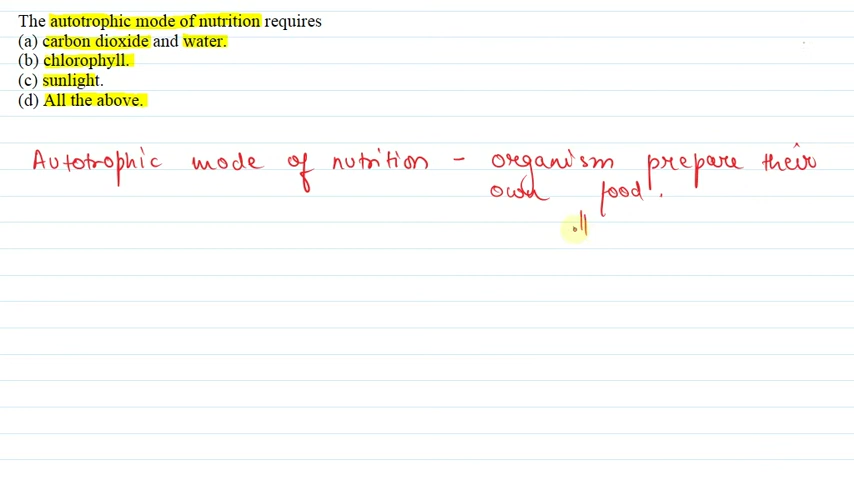 The autotrophic mode of nutrition requires
(a) carbon dioxide and water.
(b) chlorophyll.
(c) sunlight.
(d) All the above.
Autotrophic mode of nutrition - organism prepare their
own food.